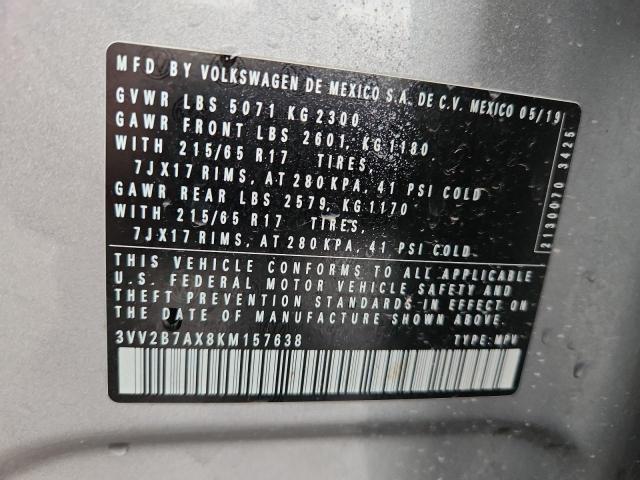 MFD BY VOLKSWAGEN DE MEXICO S.A. DE C.V. MEXICO 05/19
GVWR LBS 5071 KG 2300
GAWR FRONT LBS 2601, KG 1180
WITH 215/65 R17 TIRES,
7JX17 RIMS, AT 280 KPA, 41 PSI COLD
GAWR REAR LBS 2579, KG 1170
WITH 215/65 R17 TIRES,
7JX17 RIMS, AT 280 KPA, 41 PSI COLD
THIS VEHICLE CONFORMS TO ALL APPLICABLE
U.S. FEDERAL MOTOR VEHICLE SAFETY AND
THEFT PREVENTION STANDARDS IN EFFECT ON
THE DATE OF MANUFACTURE SHOWN ABOVE.
3VV2B7AX8KM157638 TYPE: MPV
2130070 3425